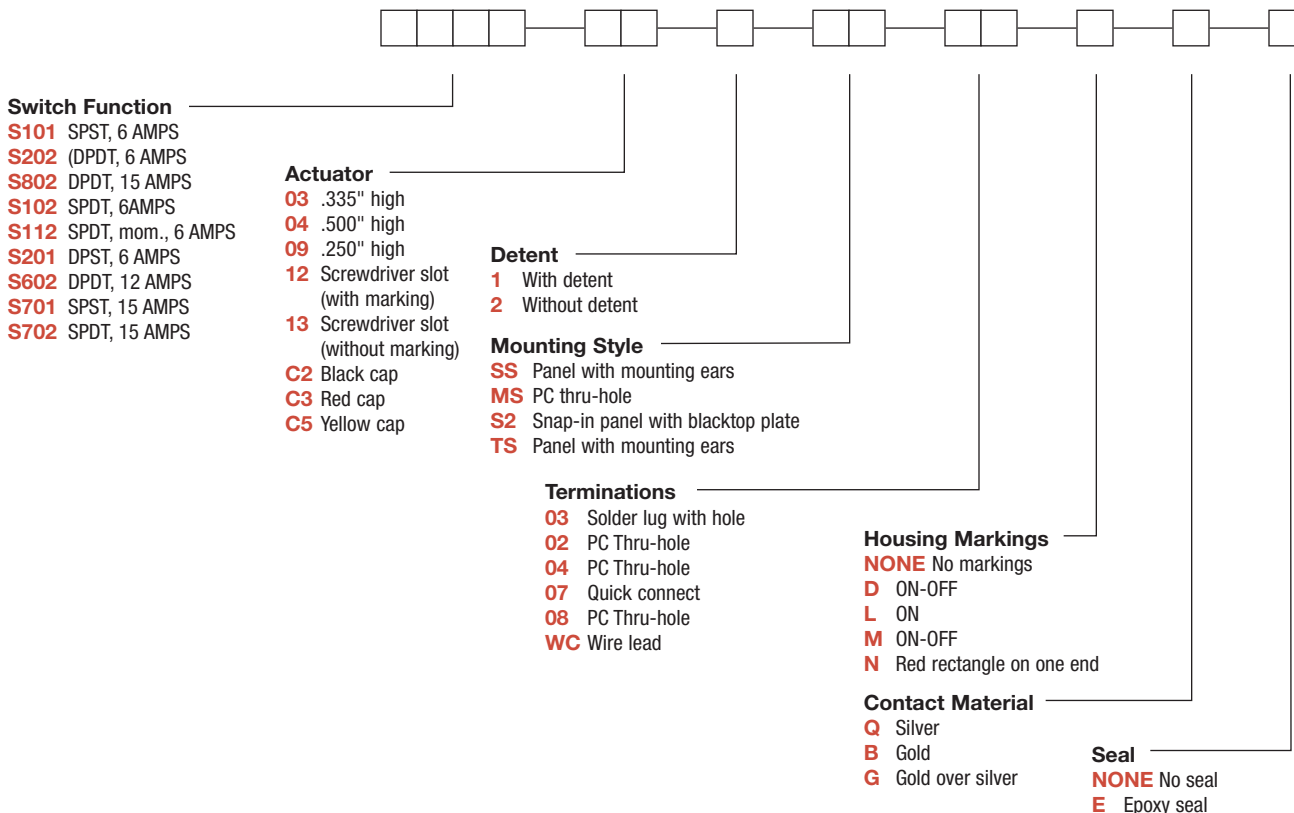 Switch Function
S101 SPST, 6 AMPS
S202 (DPDT, 6 AMPS
S802 DPDT, 15 AMPS
S102 SPDT, 6AMPS
S112 SPDT, mom., 6 AMPS
S201 DPST, 6 AMPS
S602 DPDT, 12 AMPS
S701 SPST, 15 AMPS
S702 SPDT, 15 AMPS
Actuator
03 .335" high
04 .500" high
09 .250" high
12 Screwdriver slot
(with marking)
13 Screwdriver slot
(without marking)
C2 Black cap
C3 Red cap
C5 Yellow cap
Detent
1 With detent
2 Without detent
Mounting Style
SS Panel with mounting ears
MS PC thru-hole
S2 Snap-in panel with blacktop plate
TS Panel with mounting ears
Terminations
03 Solder lug with hole
02 PC Thru-hole
04 PC Thru-hole
07 Quick connect
08 PC Thru-hole
WC Wire lead
Housing Markings
NONE No markings
D ON-OFF
L ON
M ON-OFF
N Red rectangle on one end
Contact Material
Q Silver
B Gold
G Gold over silver
Seal
NONE No seal
E Epoxy seal